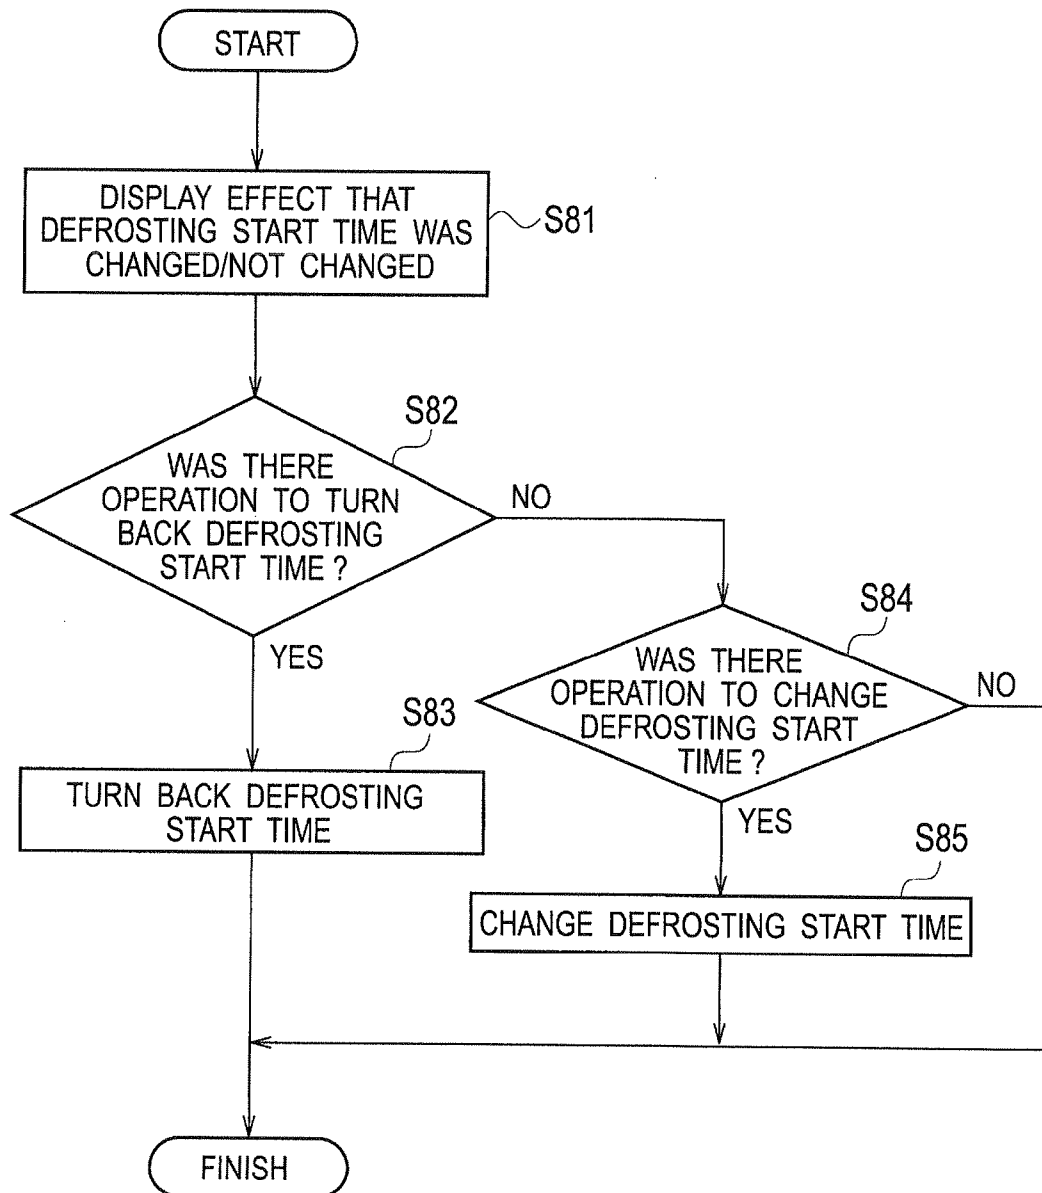 START
DISPLAY EFFECT THAT
DEFROSTING START TIME WAS
CHANGED/NOT CHANGED
S81
S82
WAS THERE
OPERATION TO TURN
BACK DEFROSTING
START TIME ?
NO
YES
S84
WAS THERE
OPERATION TO CHANGE
DEFROSTING START
TIME ?
NO
YES
S83
TURN BACK DEFROSTING
START TIME
S85
CHANGE DEFROSTING START TIME
FINISH